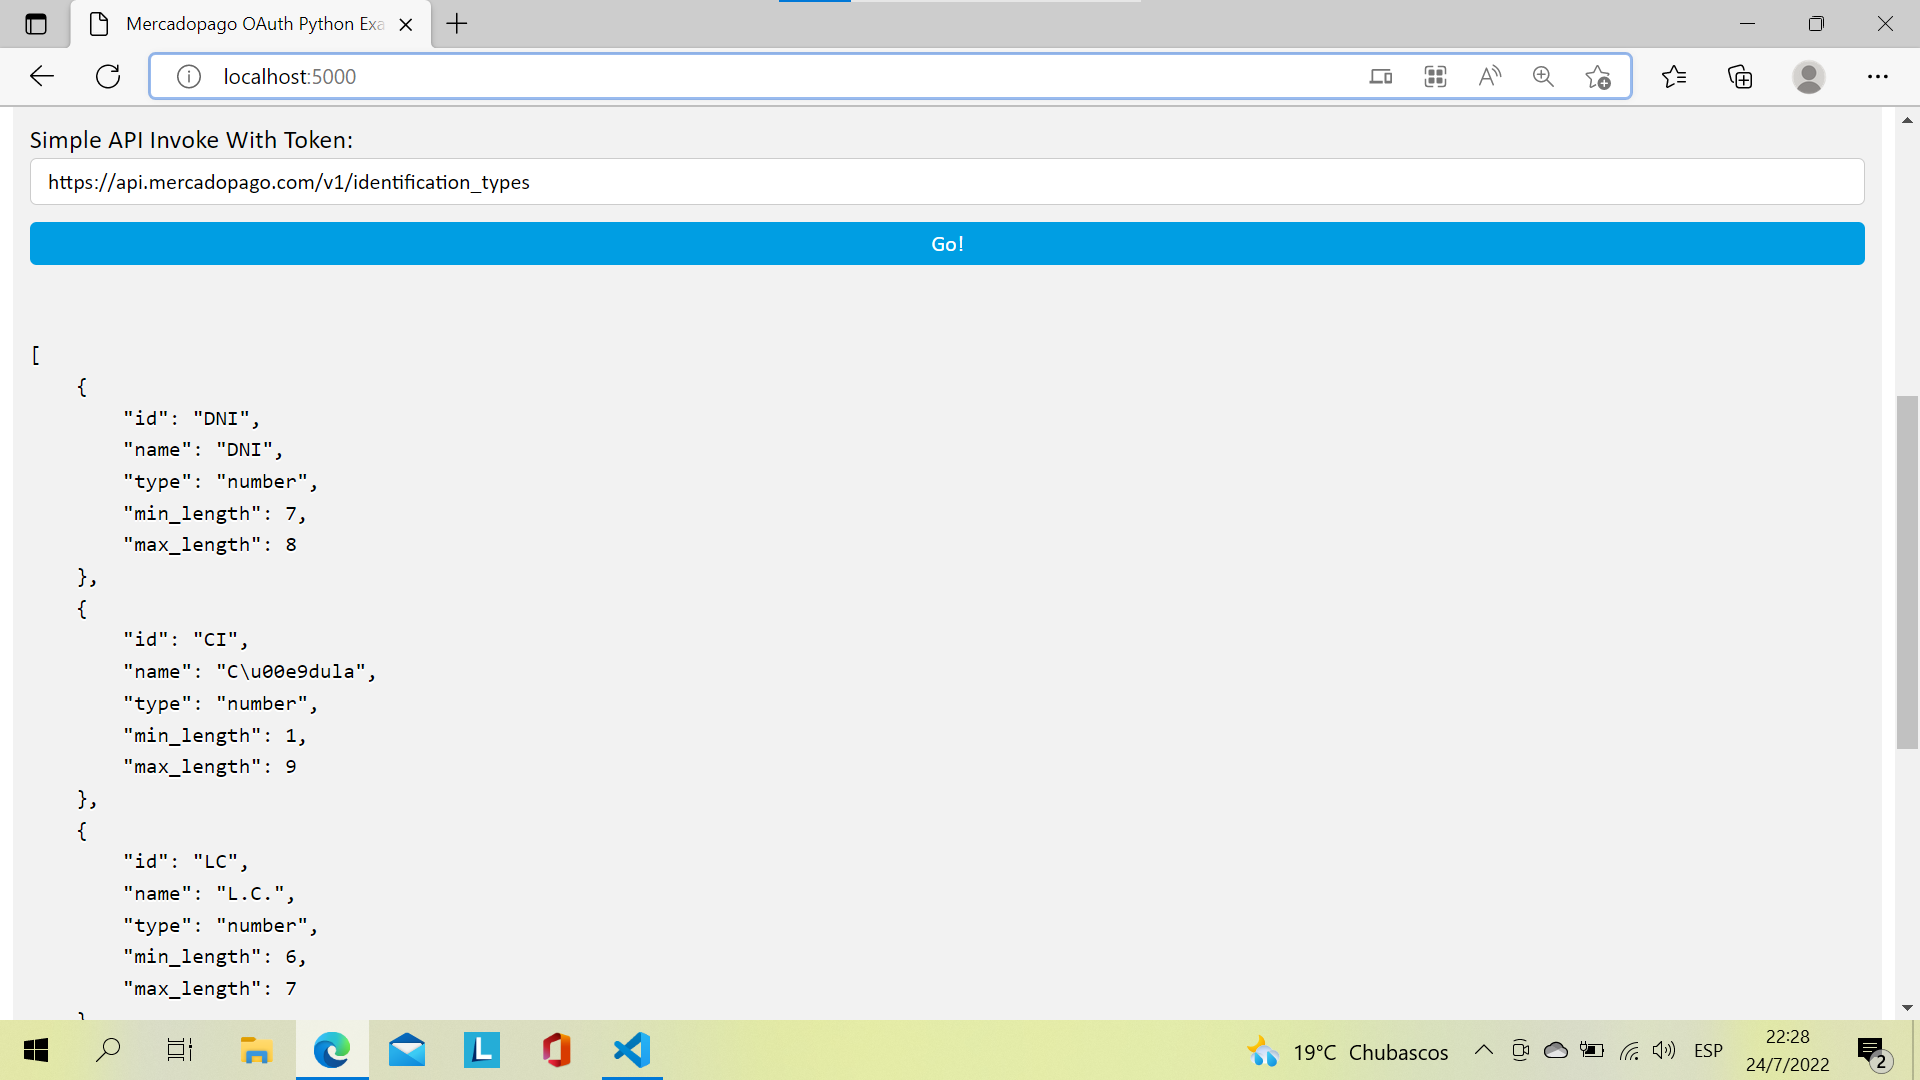 Mercadopago OAuth Python Exa
localhost:5000
Simple API Invoke With Token:
https://api.mercadopago.com/v1/identification_types
Go!
[
{
"id": "DNI",
"name": "DNI",
"type": "number",
"min_length": 7,
"max_length": 8
},
{
"id": "CI",
"name": "C\u00e9dula",
"type": "number",
"min_length": 1,
"max_length": 9
},
{
"id": "LC",
"name": "L.C.",
"type": "number",
"min_length": 6,
"max_length": 7
}
19°C Chubascos
ESP
22:28
24/7/2022
2